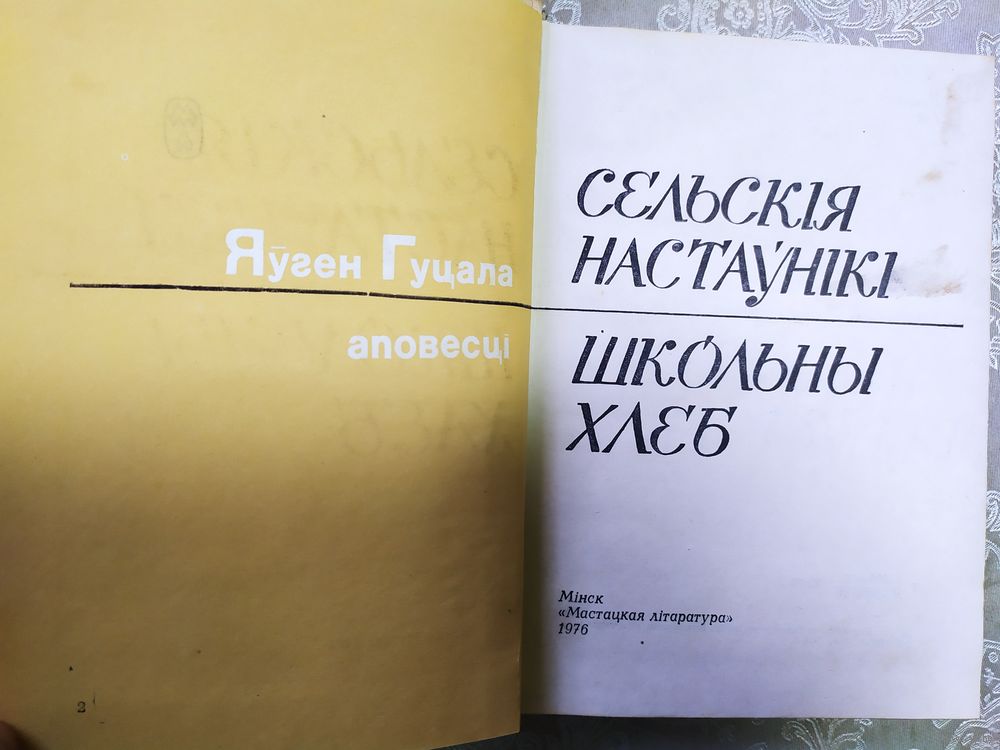 Яўген Гуцала
аповесці
2
СЕЛЬСКІЯ
НАСТАЎНІКІ
ШКОЛЬНЫ
ХЛЕБ
Мінск
«Мастацкая літаратура»
1976